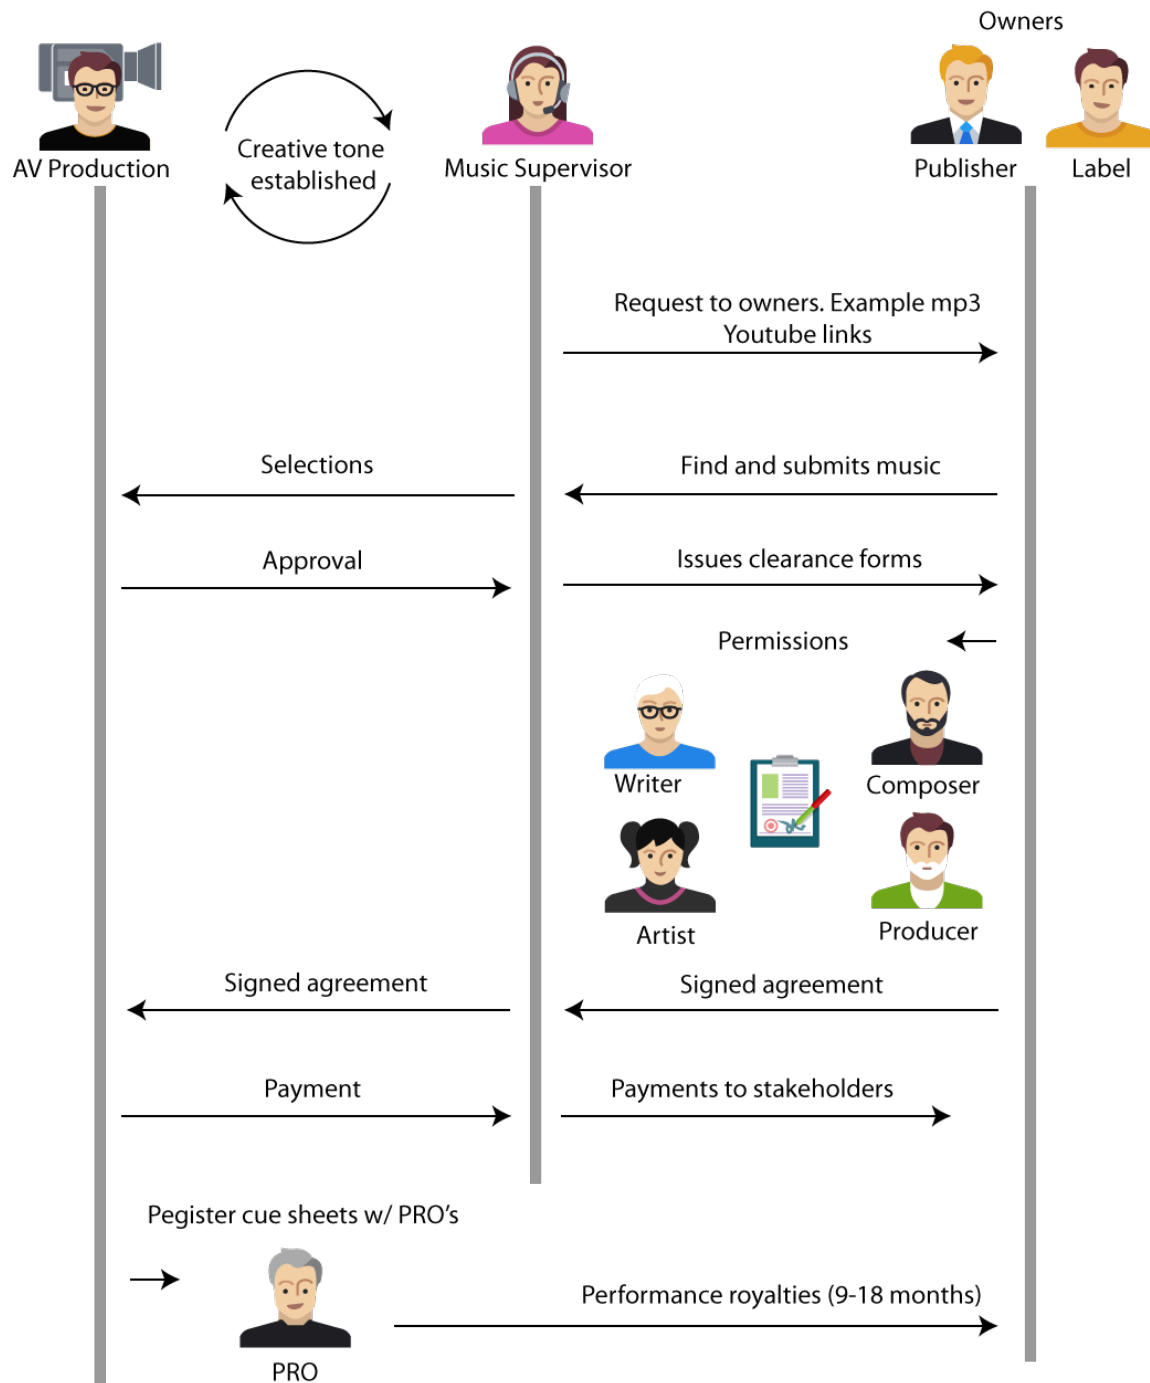 Owners
AV Production
Creative tone
established
Music Supervisor
Publisher
Label
Request to owners. Example mp3
Youtube links
Selections
Find and submits music
Approval
Issues clearance forms
Permissions
Writer
Composer
Artist
Producer
Signed agreement
Signed agreement
Payment
Payments to stakeholders
Pegister cue sheets w/ PRO's
Performance royalties (9-18 months)
PRO